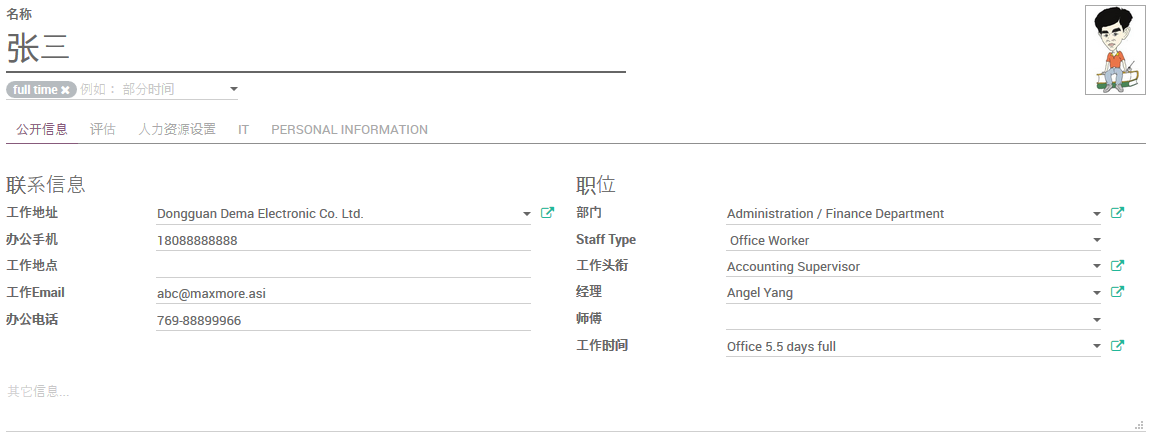 名称
张三
full time × 例如： 部分时间
公开信息 评估 人力资源设置 IT PERSONAL INFORMATION
联系信息
工作地址 Dongguan Dema Electronic Co. Ltd.
办公手机 18088888888
工作地点
工作Email abc@maxmore.asi
办公电话 769-88899966
职位
部门 Administration / Finance Department
Staff Type Office Worker
工作头衔 Accounting Supervisor
经理 Angel Yang
师傅
工作时间 Office 5.5 days full
其它信息...